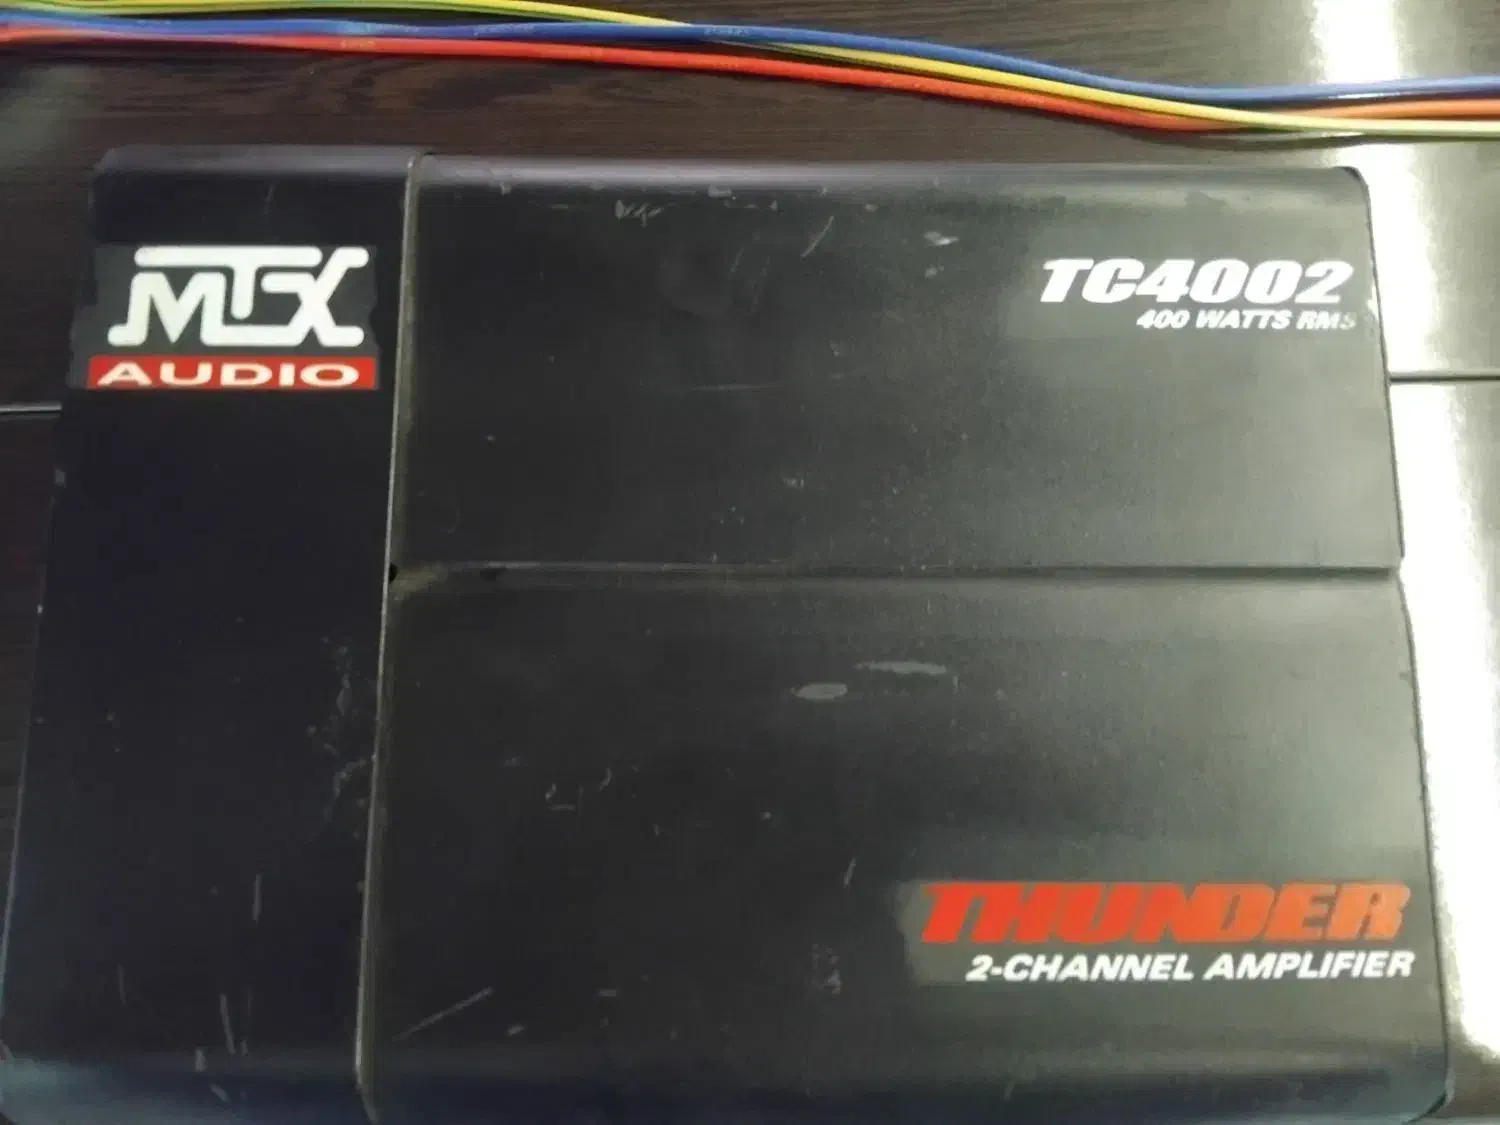 MTX
AUDIO
TC4002
400 WATTS RMS
THUNDER
2-CHANNEL AMPLIFIER